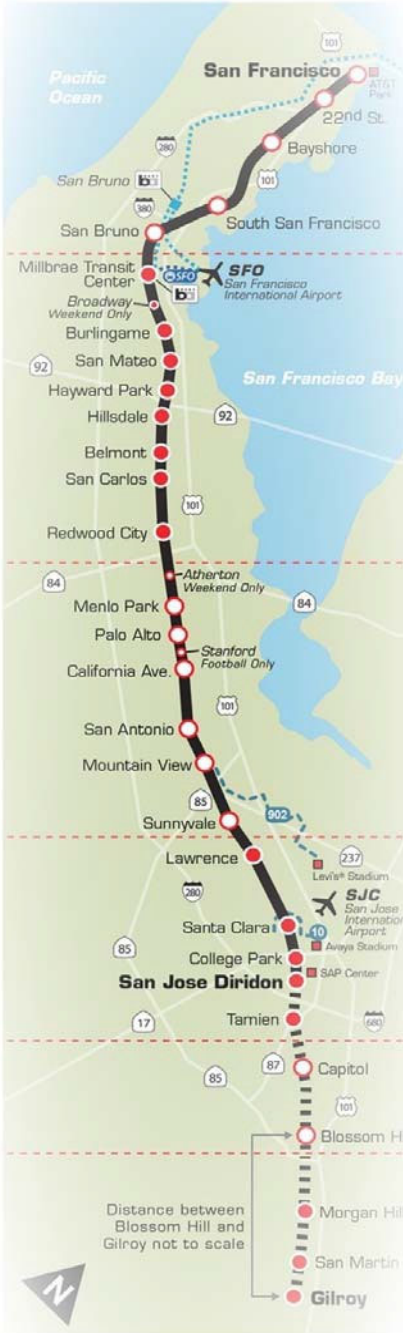 101
Pacific
Ocean
San Francisco
AT&T
Park
22nd St.
280
Bayshore
San Bruno
101
380
South San Francisco
San Bruno
Millbrae Transit
Center
SFO
SFO
San Francisco
International Airport
Broadway
Weekend Only
Burlingame
San Mateo
92
San Francisco Bay
Hayward Park
Hillsdale
92
Belmont
San Carlos
101
Redwood City
84
Atherton
Weekend Only
84
Menlo Park
Palo Alto
Stanford
Football Only
California Ave.
101
San Antonio
Mountain View
85
902
Sunnyvale
237
Lawrence
Levi's® Stadium
280
SJC
San Jose
International
Airport
Santa Clara
10
Avaya Stadium
85
College Park
San Jose Diridon
SAP Center
17
Tamien
680
87
Capitol
85
101
Blossom H
Distance between
Blossom Hill and
Gilroy not to scale
Morgan Hil
San Martin
N
Gilroy